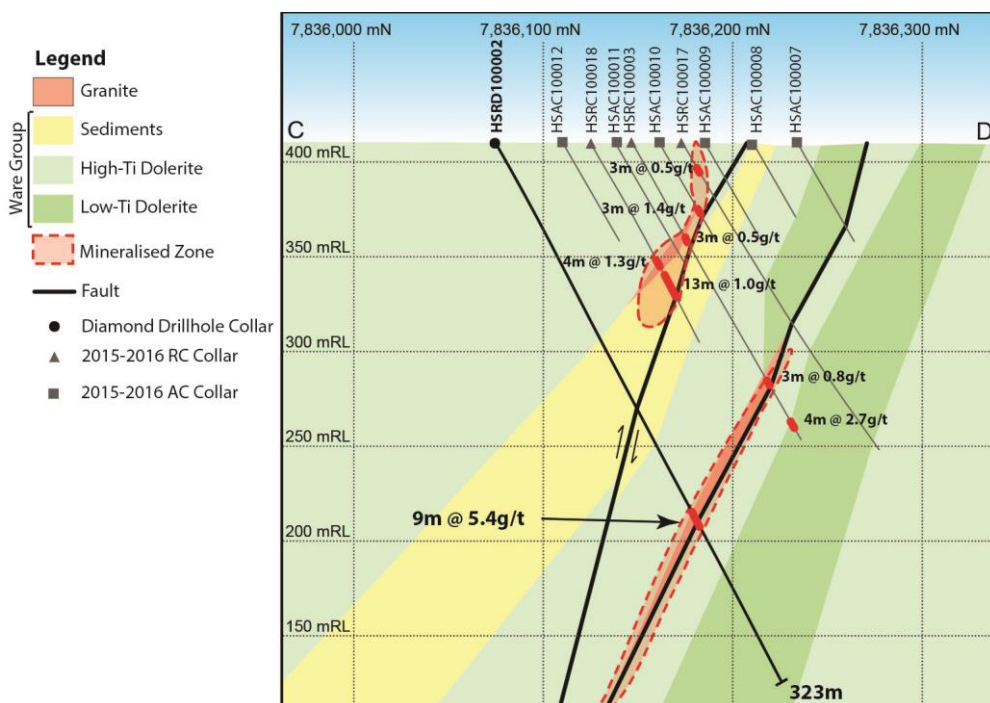 Legend
Granite
Sediments
High-Ti Dolerite
Low-Ti Dolerite
Ware Group
Mineralised Zone
Fault
Diamond Drillhole Collar
2015-2016 RC Collar
2015-2016 AC Collar
7,836,000 mN
7,836,100 mN
7,836,200 mN
7,836,300 mN
HSRD100002
HSAC100012
HSRC100018
HSAC100011
HSRC100003
HSAC100010
HSRC100017
HSAC100009
HSAC100008
HSAC100007
C
D
400 mRL
3m @ 0.5g/t
3m @ 1.4g/t
3m @ 0.5g/t
350 mRL
4m @ 1.3g/t
13m @ 1.0g/t
300 mRL
3m @ 0.8g/t
4m @ 2.7g/t
250 mRL
9m @ 5.4g/t
200 mRL
150 mRL
323m